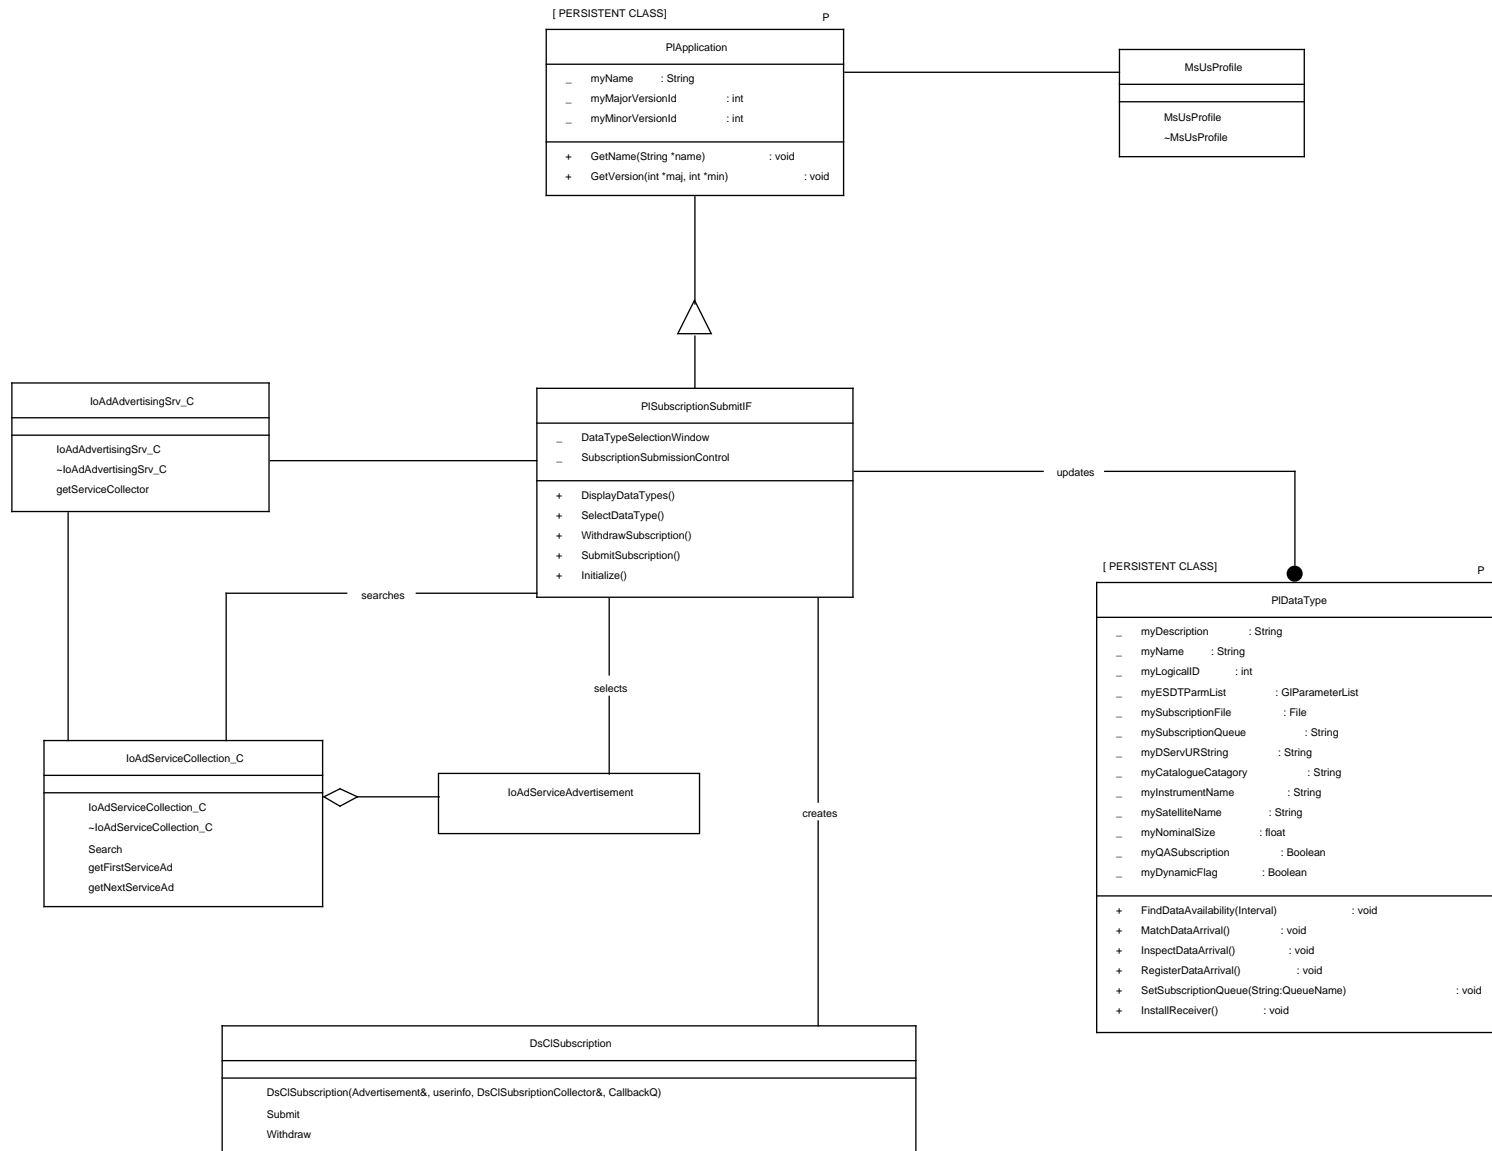 [ PERSISTENT CLASS] P
PlApplication
_ myName : String
_ myMajorVersionId : int
_ myMinorVersionId : int
+ GetName(String *name) : void
+ GetVersion(int *maj, int *min) : void
MsUsProfile
MsUsProfile
~MsUsProfile
IoAdAdvertisingSrv_C
IoAdAdvertisingSrv_C
~IoAdAdvertisingSrv_C
getServiceCollector
PlSubscriptionSubmitIF
_ DataTypeSelectionWindow
_ SubscriptionSubmissionControl
+ DisplayDataTypes()
+ SelectDataType()
+ WithdrawSubscription()
+ SubmitSubscription()
+ Initialize()
updates
searches
selects
creates
[ PERSISTENT CLASS] P
PlDataType
_ myDescription : String
_ myName : String
_ myLogicalID : int
_ myESDTParmList : GlParameterList
_ mySubscriptionFile : File
_ mySubscriptionQueue : String
_ myDServURString : String
_ myCatalogueCatagory : String
_ myInstrumentName : String
_ mySatelliteName : String
_ myNominalSize : float
_ myQASubscription : Boolean
_ myDynamicFlag : Boolean
+ FindDataAvailability(Interval) : void
+ MatchDataArrival() : void
+ InspectDataArrival() : void
+ RegisterDataArrival() : void
+ SetSubscriptionQueue(String:QueueName) : void
+ InstallReceiver() : void
IoAdServiceCollection_C
IoAdServiceCollection_C
~IoAdServiceCollection_C
Search
getFirstServiceAd
getNextServiceAd
IoAdServiceAdvertisement
DsClSubscription
DsClSubscription(Advertisement&, userinfo, DsClSubsriptionCollector&, CallbackQ)
Submit
Withdraw